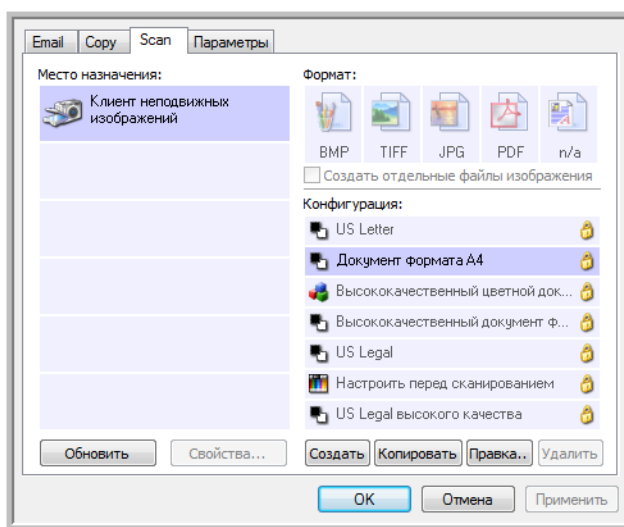 Email Copy Scan Параметры
Место назначения:
Клиент неподвижных
изображений
Формат:
BMP TIFF JPG PDF n/a
Создать отдельные файлы изображения
Конфигурация:
US Letter
Документ формата A4
Высококачественный цветной док...
Высококачественный документ ф...
US Legal
Настроить перед сканированием
US Legal высокого качества
Обновить Свойства... Создать Копировать Правка.. Удалить
OK Отмена Применить